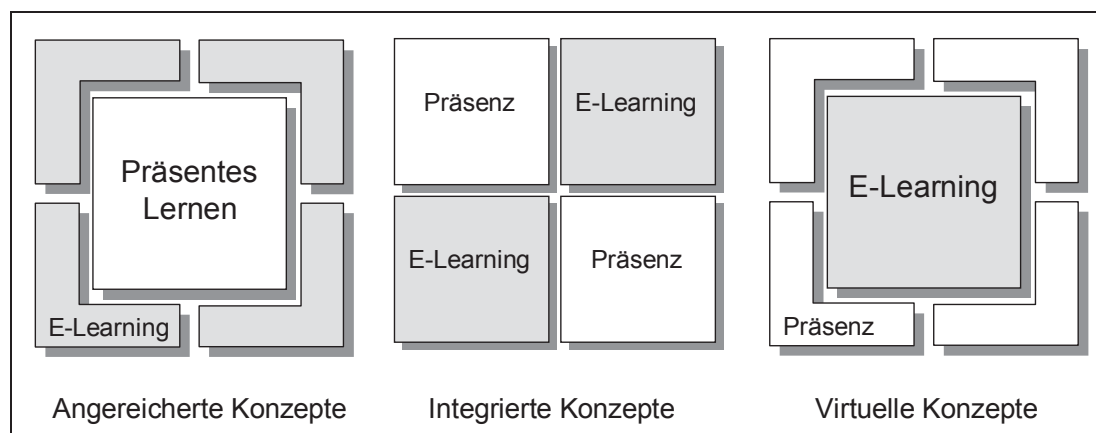 Präsentes
Lernen
E-Learning
Angereicherte Konzepte
Präsenz
E-Learning
E-Learning
Präsenz
Integrierte Konzepte
E-Learning
Präsenz
Virtuelle Konzepte